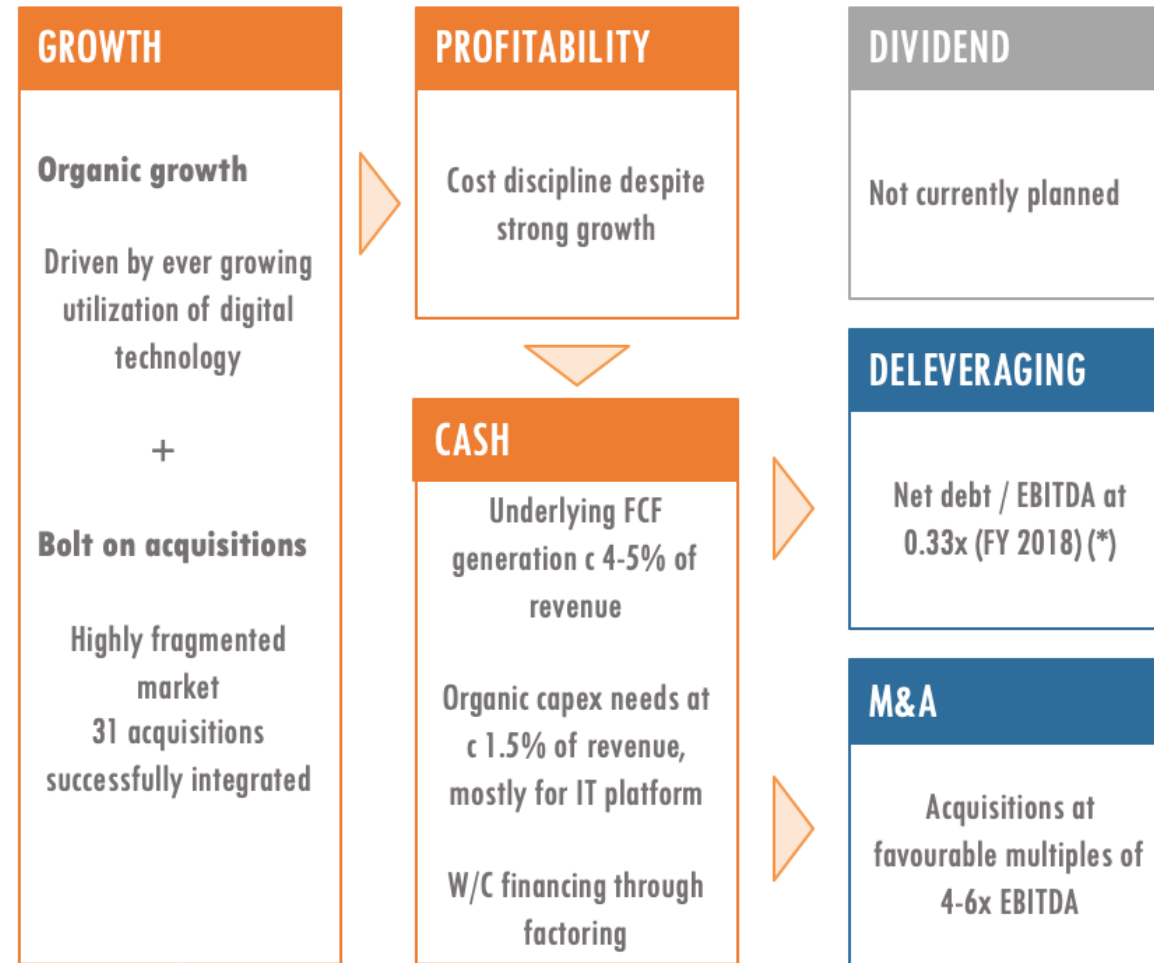 GROWTH
Organic growth
Driven by ever growing
utilization of digital
technology
+
Bolt on acquisitions
Highly fragmented
market
31 acquisitions
successfully integrated
PROFITABILITY
Cost discipline despite
strong growth
CASH
Underlying FCF
generation c 4-5% of
revenue
Organic capex needs at
c 1.5% of revenue,
mostly for IT platform
W/C financing through
factoring
DIVIDEND
Not currently planned
DELEVERAGING
Net debt / EBITDA at
0.33x (FY 2018) (*)
M&A
Acquisitions at
favourable multiples of
4-6x EBITDA